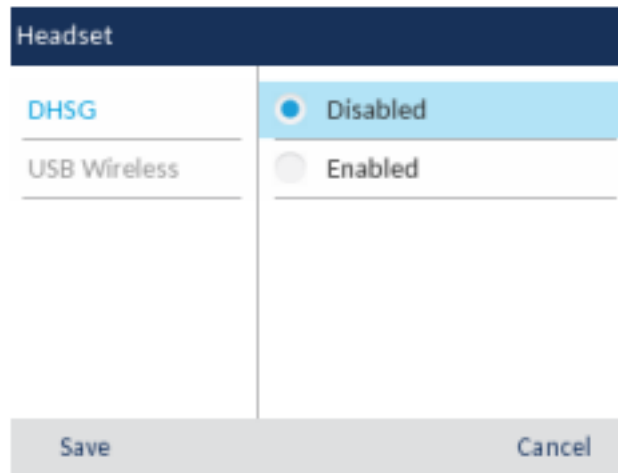 Headset
DHSG
Disabled
USB Wireless
Enabled
Save
Cancel